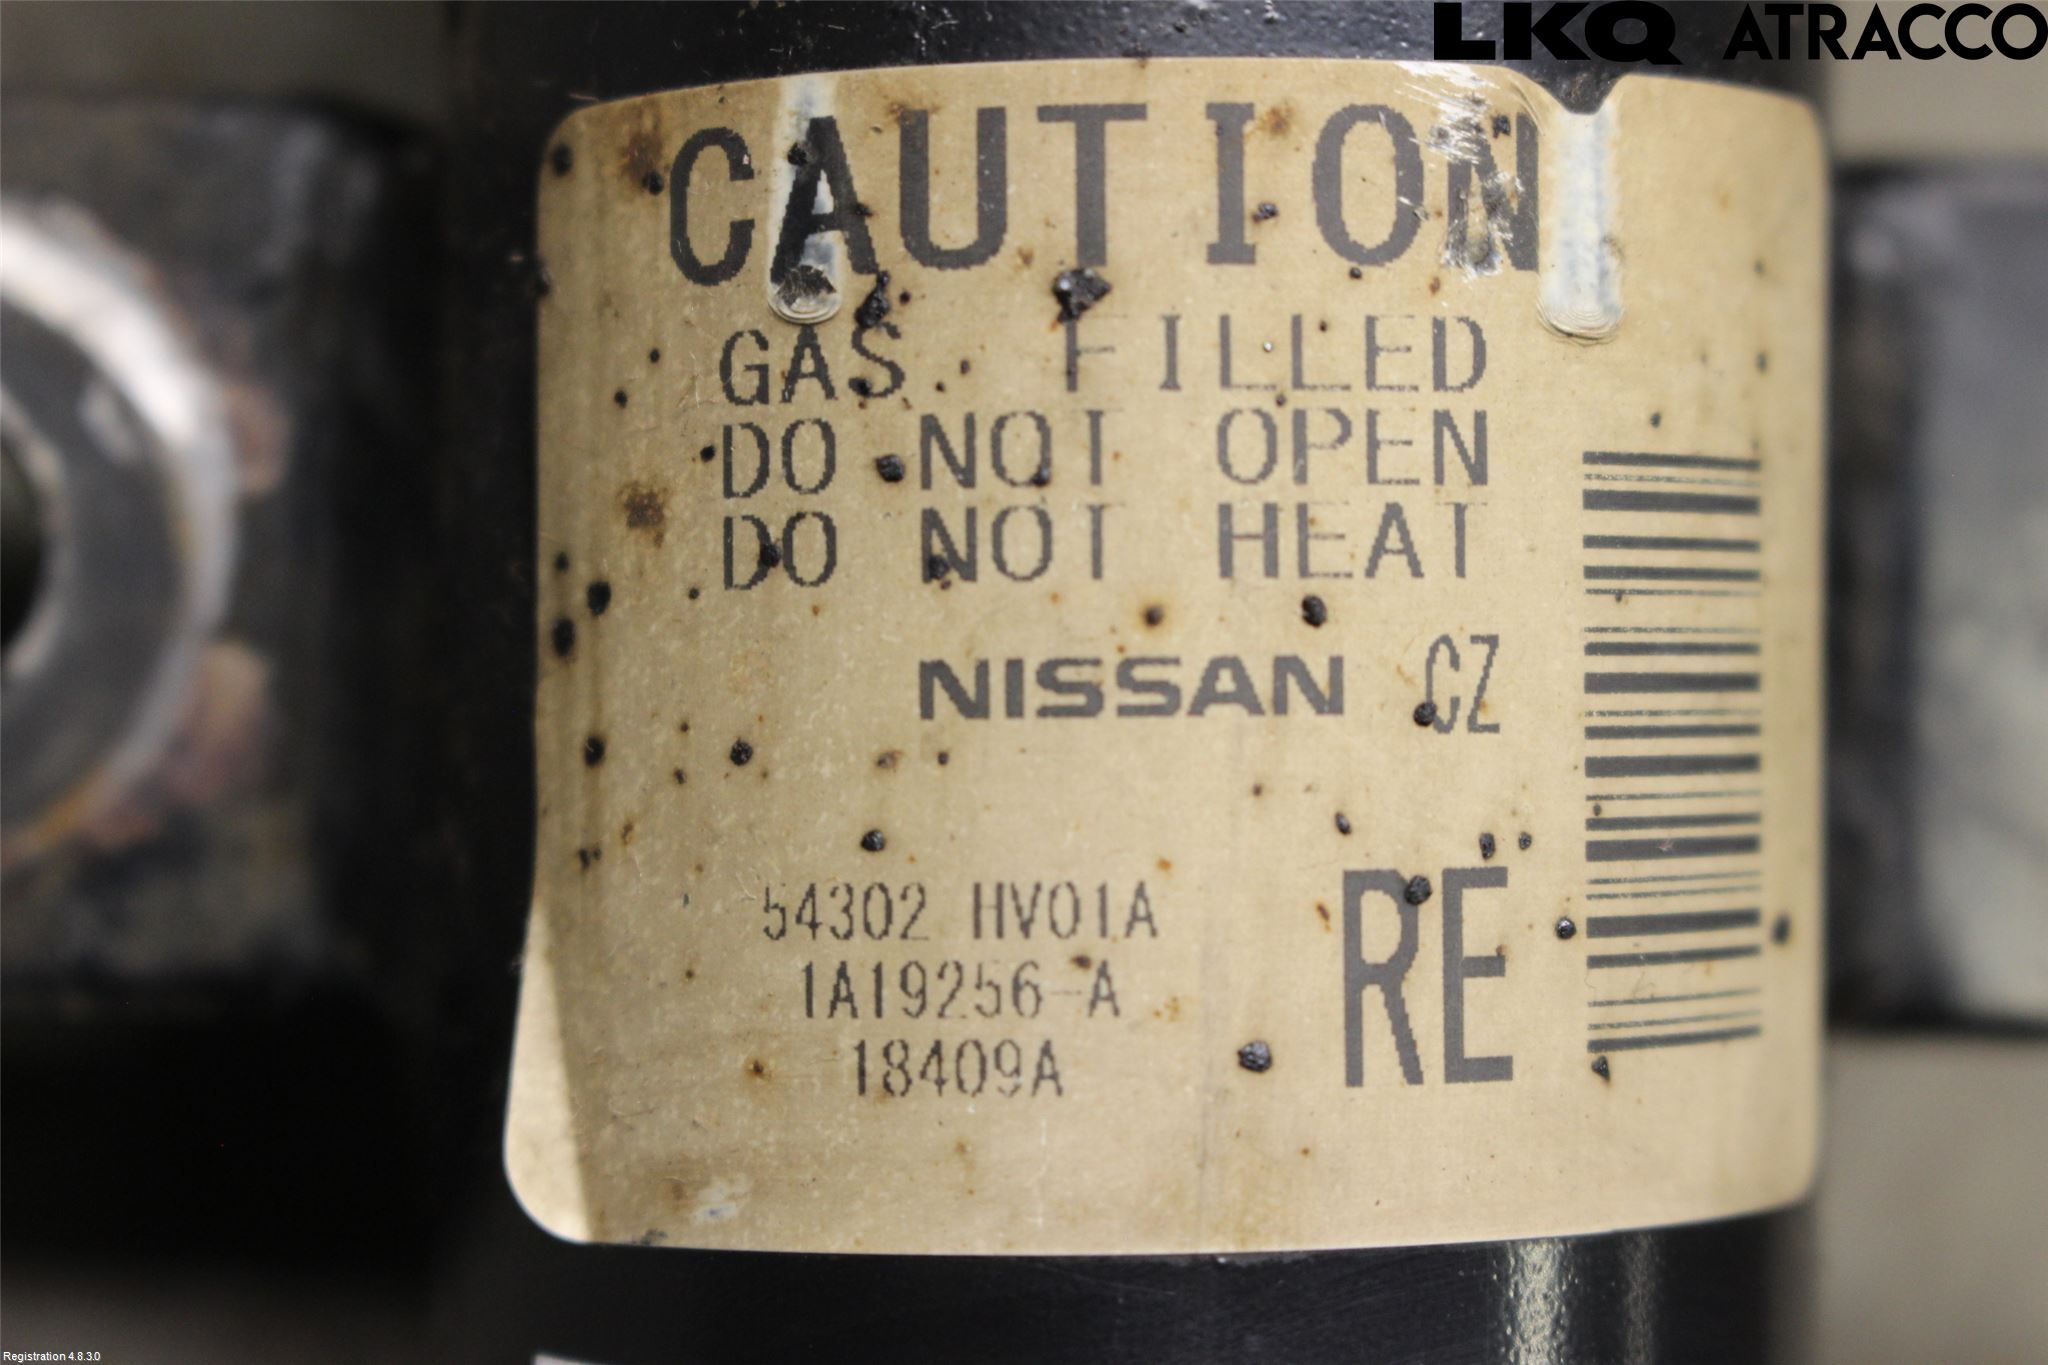 LKQ ATRACCO
CAUTION
GAS FILLED
DO NOT OPEN
DO NOT HEAT
NISSAN CZ
54302 HV01A
RE
1A19256-A
18409A
Registration 4.8.3.0